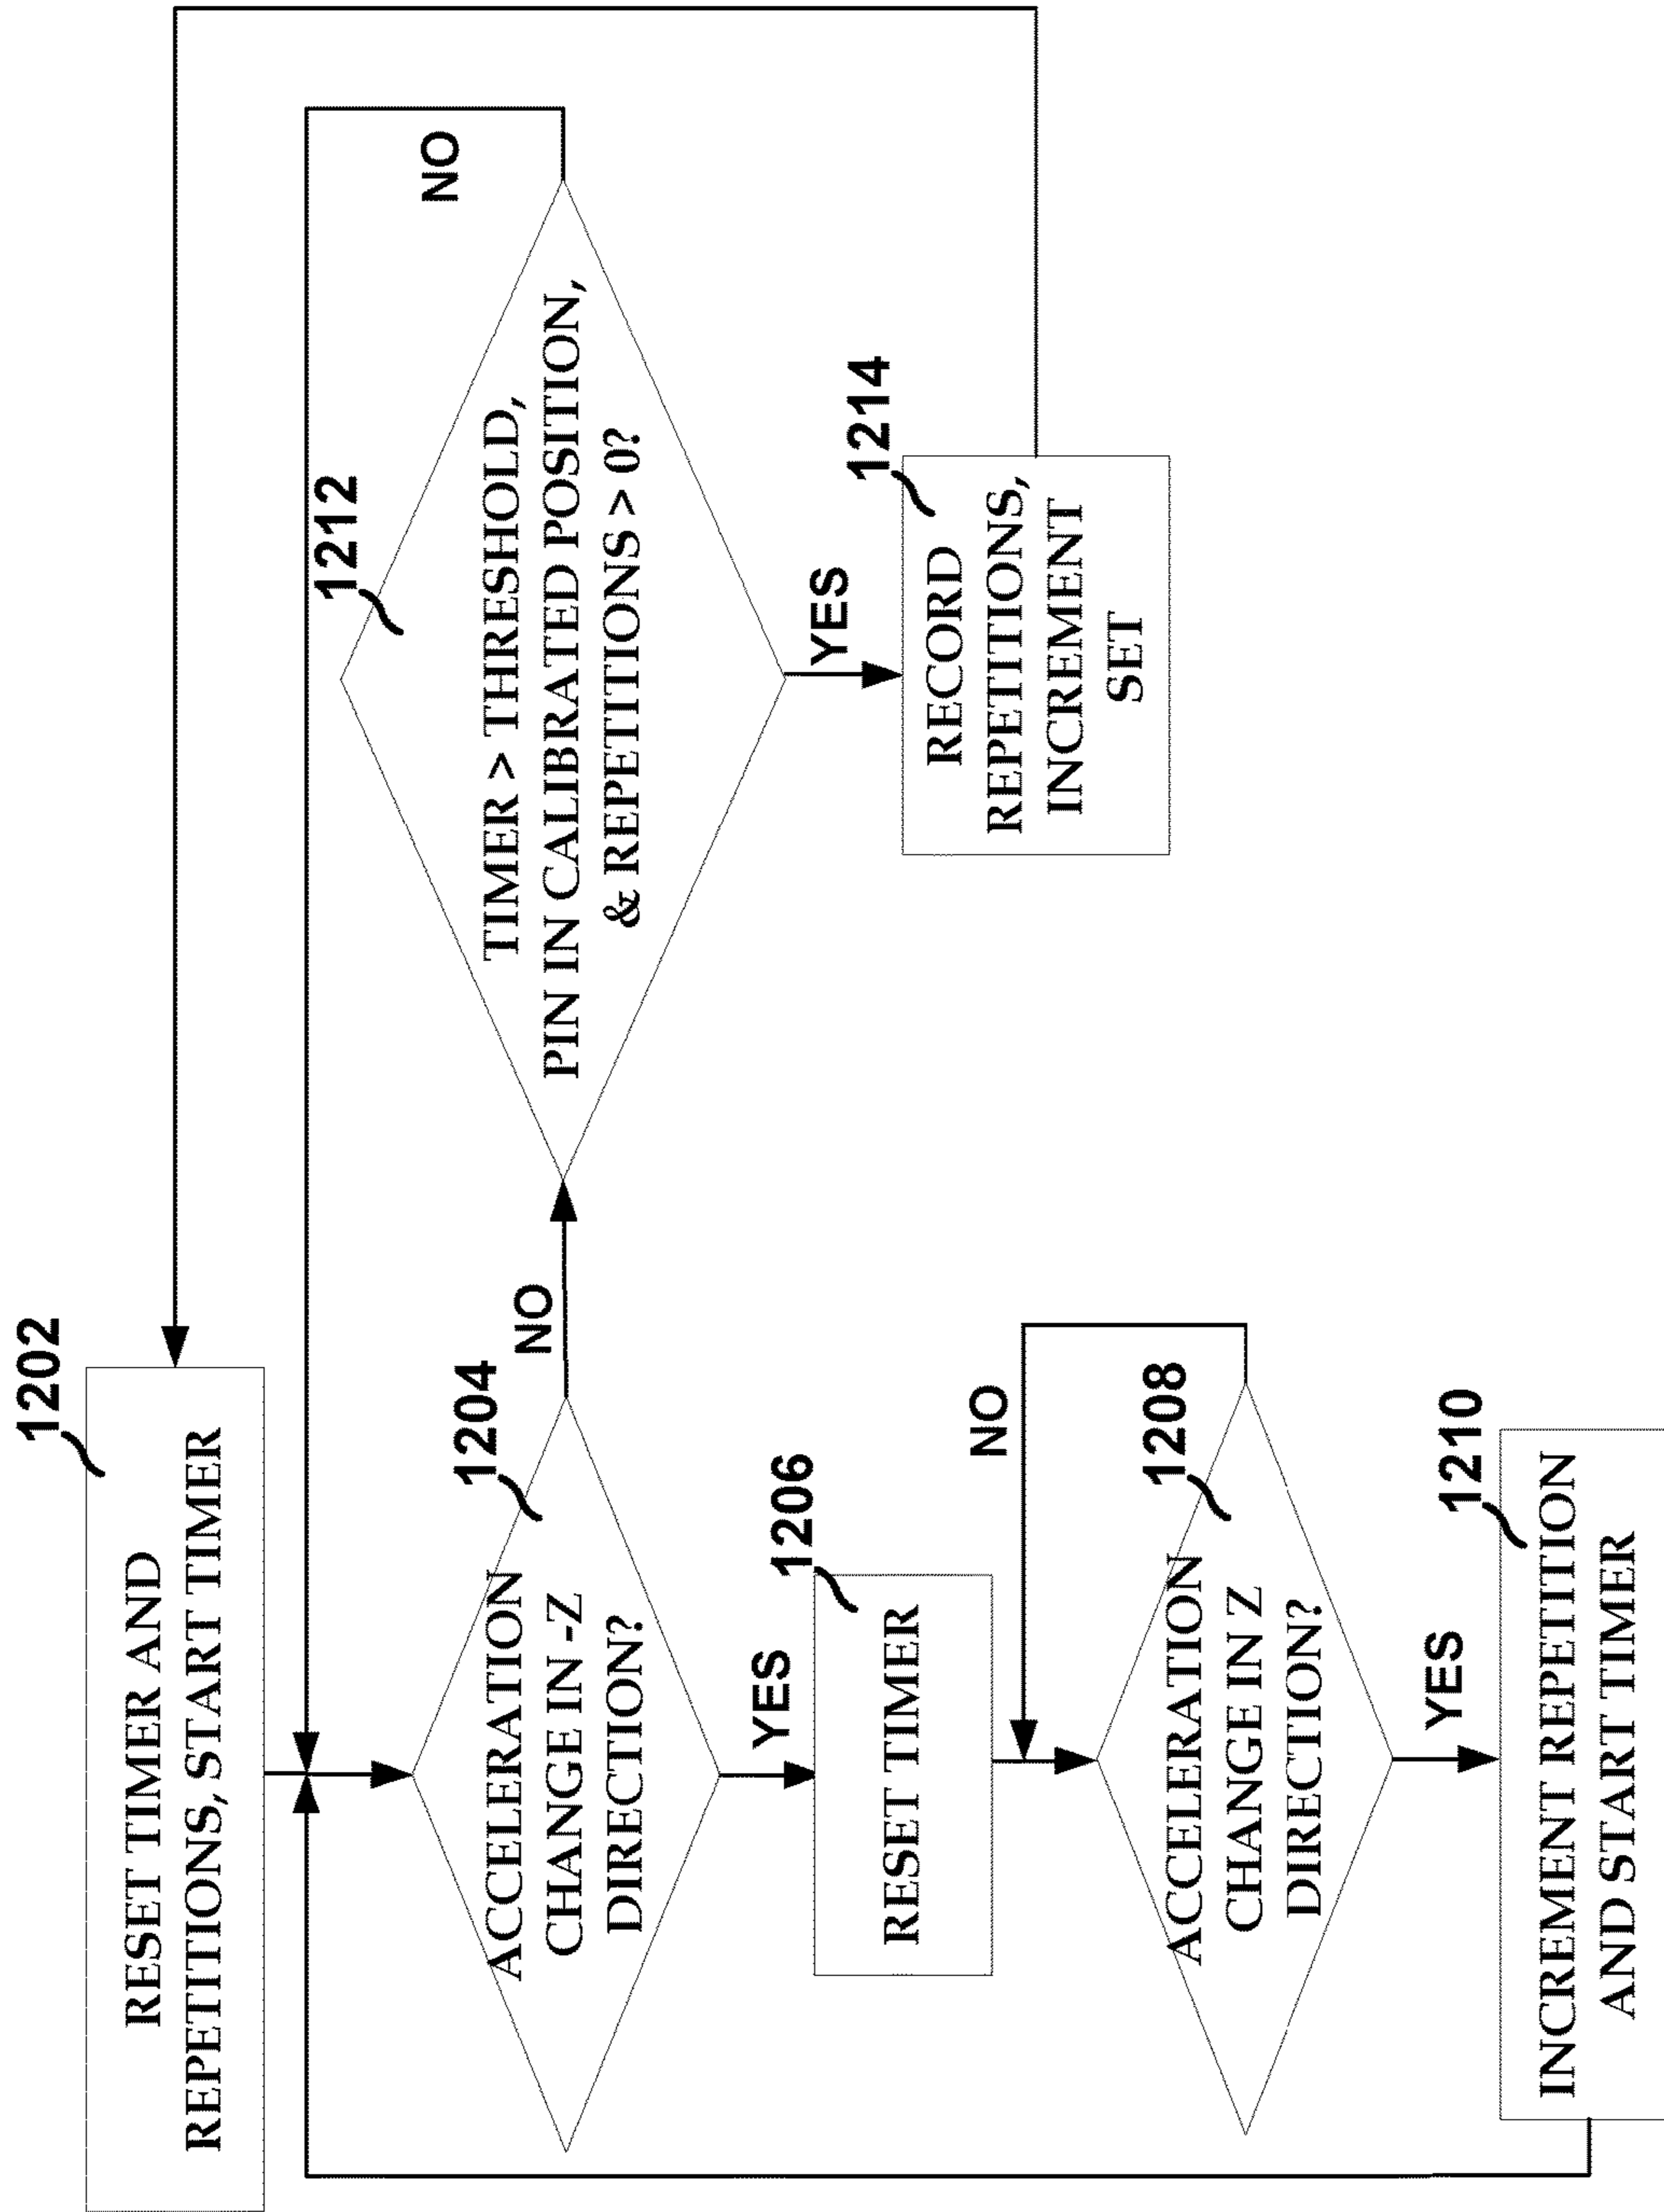 1202
RESET TIMER AND
REPETITIONS, START TIMER
1204
ACCELERATION
CHANGE IN -Z
DIRECTION?
NO
YES
1206
RESET TIMER
1208
ACCELERATION
CHANGE IN Z
DIRECTION?
NO
YES
1210
INCREMENT REPETITION
AND START TIMER
1212
TIMER > THRESHOLD,
PIN IN CALIBRATED POSITION,
& REPETITIONS > 0?
NO
YES
1214
RECORD
REPETITIONS,
INCREMENT
SET